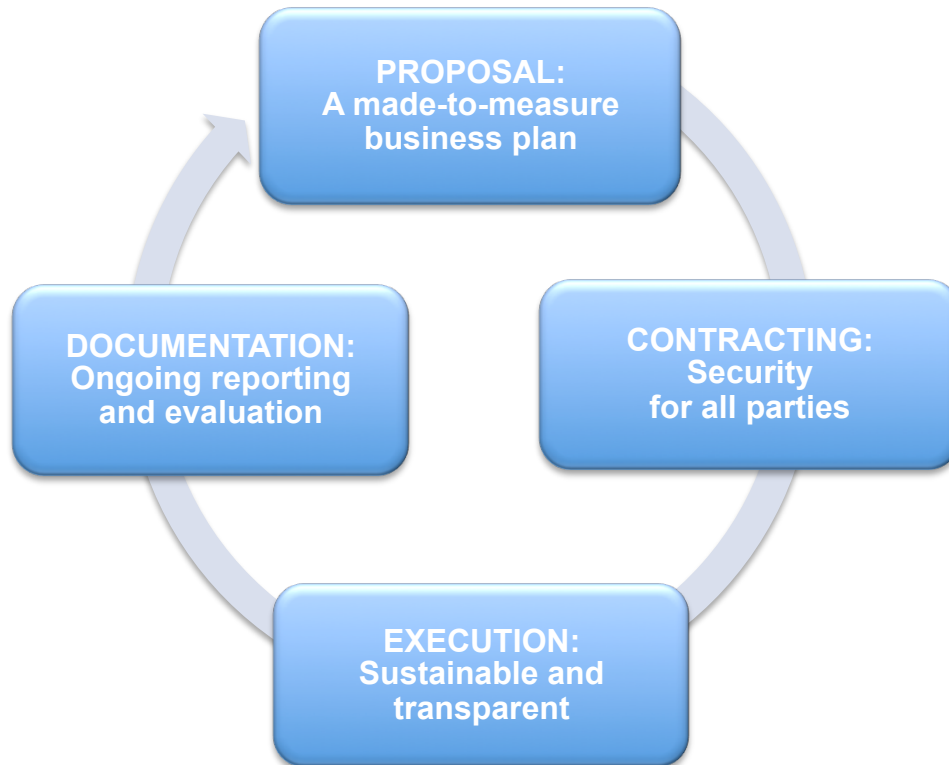 PROPOSAL:
A made-to-measure
business plan
CONTRACTING:
Security
for all parties
EXECUTION:
Sustainable and
transparent
DOCUMENTATION:
Ongoing reporting
and evaluation